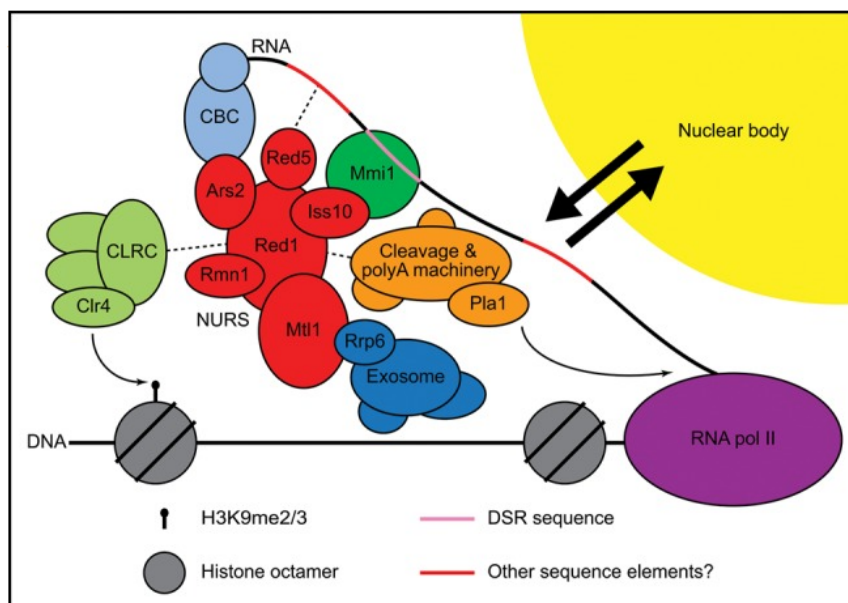 RNA
CBC
Nuclear body
Red5
Mmi1
Ars2
Iss10
CLRC
Red1
Cleavage &
polyA machinery
Rmn1
Clr4
Pla1
NURS
Mtl1
Rrp6
Exosome
DNA
RNA pol II
H3K9me2/3
DSR sequence
Histone octamer
Other sequence elements?